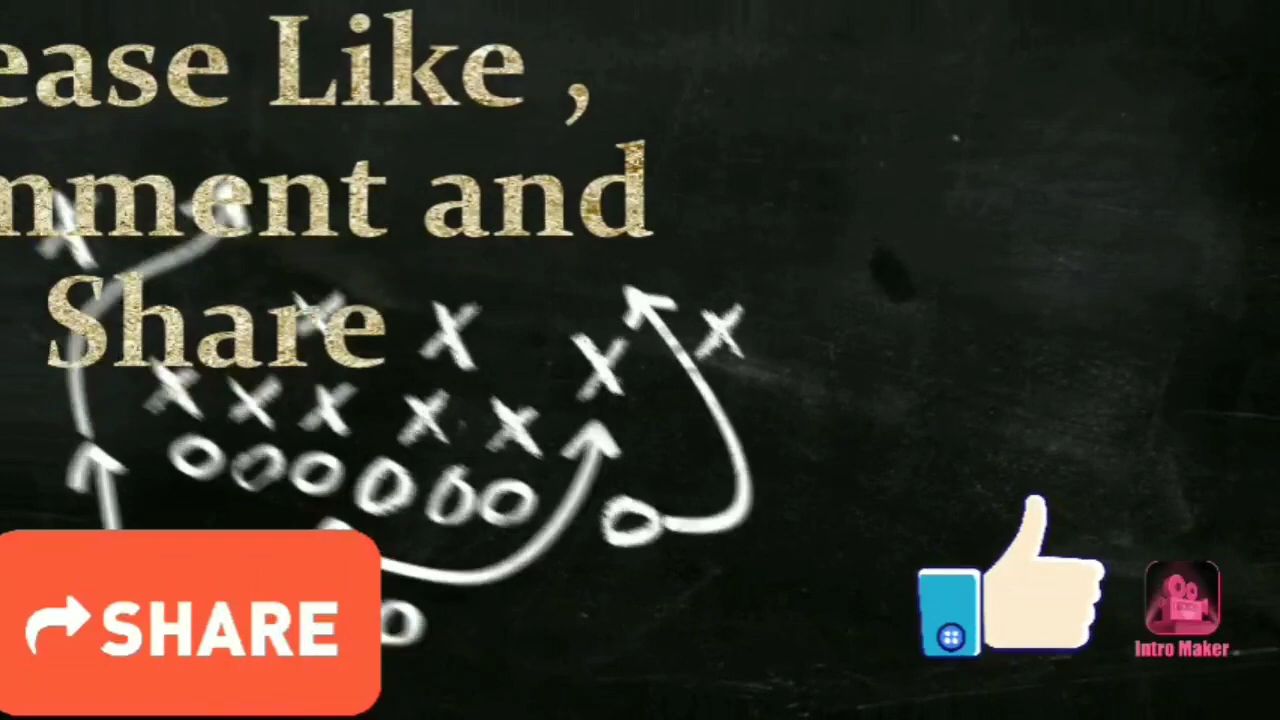 ease Like ,
mment and
Share
SHARE
Intro Maker